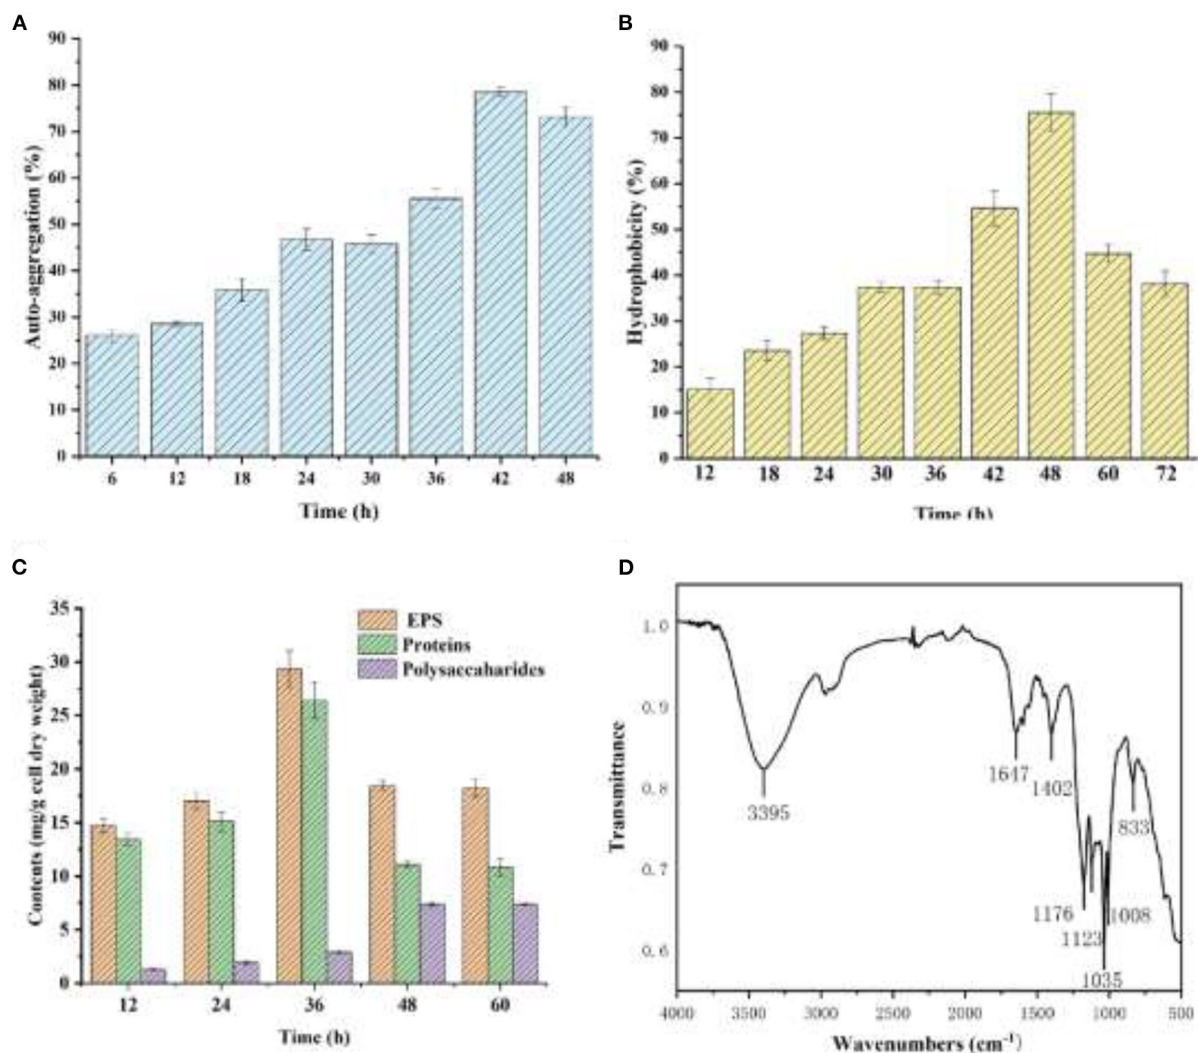 A
90
80
70
60
50
40
30
20
10
0
Auto-aggregation (%)
6 12 18 24 30 36 42 48
Time (h)
B
90
80
70
60
50
40
30
20
10
0
Hydrophobicity (%)
12 18 24 30 36 42 48 60 72
Time (h)
C
35
30
25
20
15
10
5
0
Contents (mg/g cell dry weight)
EPS
Proteins
Polysaccaharides
12 24 36 48 60
Time (h)
D
1.0
0.9
0.8
0.7
0.6
Transmittance
3395
1647
1402
833
1176
1008
1123
1035
4000 3500 3000 2500 2000 1500 1000 500
Wavenumbers (cm⁻¹)